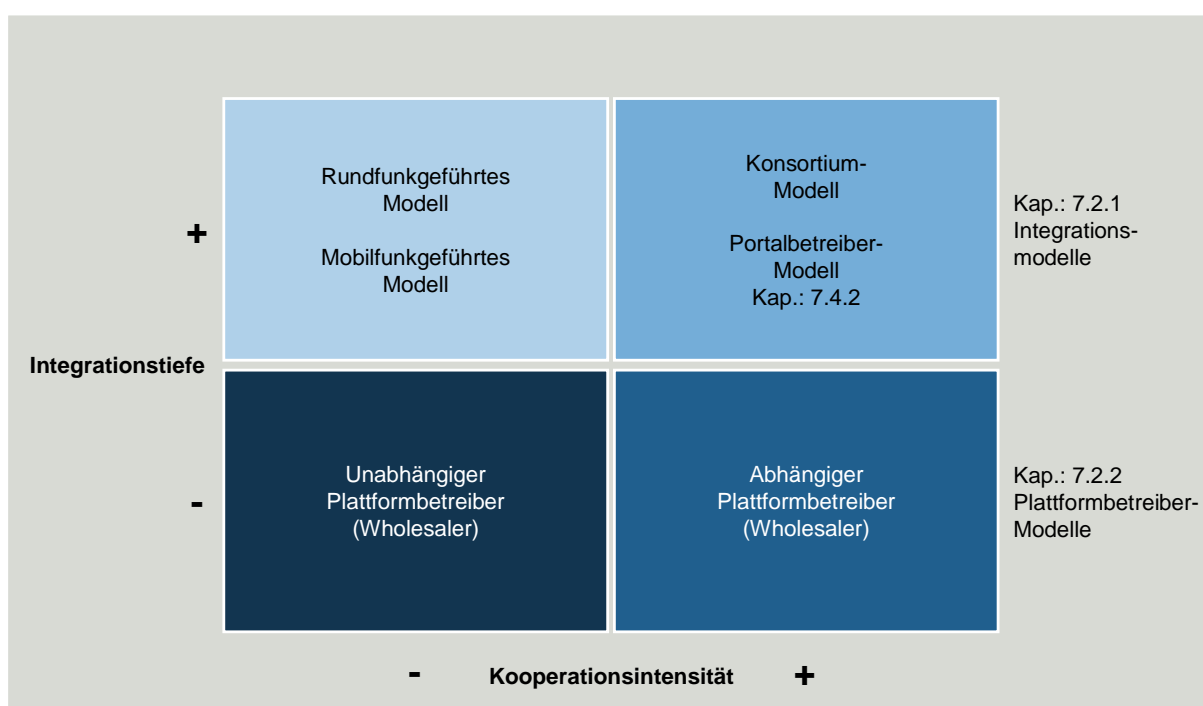 Rundfunkgeführtes
Modell
Mobilfunkgeführtes
Modell
Konsortium-
Modell
Portalbetreiber-
Modell
Kap.: 7.4.2
Kap.: 7.2.1
Integrations-
modelle
+
Integrationstiefe
-
Unabhängiger
Plattformbetreiber
(Wholesaler)
Abhängiger
Plattformbetreiber
(Wholesaler)
Kap.: 7.2.2
Plattformbetreiber-
Modelle
- Kooperationsintensität +